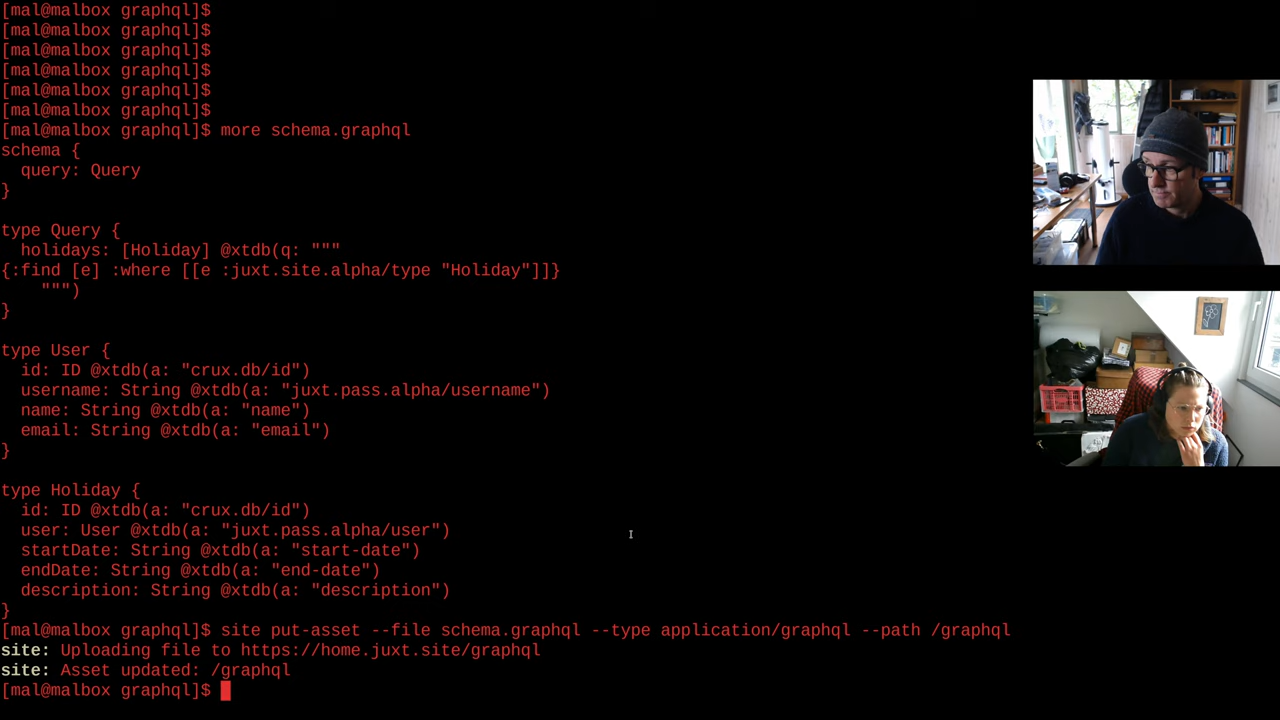 [mal@malbox graphql]$
[mal@malbox graphql]$
[mal@malbox graphql]$
[mal@malbox graphql]$
[mal@malbox graphql]$
[mal@malbox graphql]$
[mal@malbox graphql]$ more schema.graphql
schema {
  query: Query
}

type Query {
  holidays: [Holiday] @xtdb(q: """
{:find [e] :where [[e :juxt.site.alpha/type "Holiday"]]}
    """)
}

type User {
  id: ID @xtdb(a: "crux.db/id")
  username: String @xtdb(a: "juxt.pass.alpha/username")
  name: String @xtdb(a: "name")
  email: String @xtdb(a: "email")
}

type Holiday {
  id: ID @xtdb(a: "crux.db/id")
  user: User @xtdb(a: "juxt.pass.alpha/user")
  startDate: String @xtdb(a: "start-date")
  endDate: String @xtdb(a: "end-date")
  description: String @xtdb(a: "description")
}
[mal@malbox graphql]$ site put-asset --file schema.graphql --type application/graphql --path /graphql
site: Uploading file to https://home.juxt.site/graphql
site: Asset updated: /graphql
[mal@malbox graphql]$